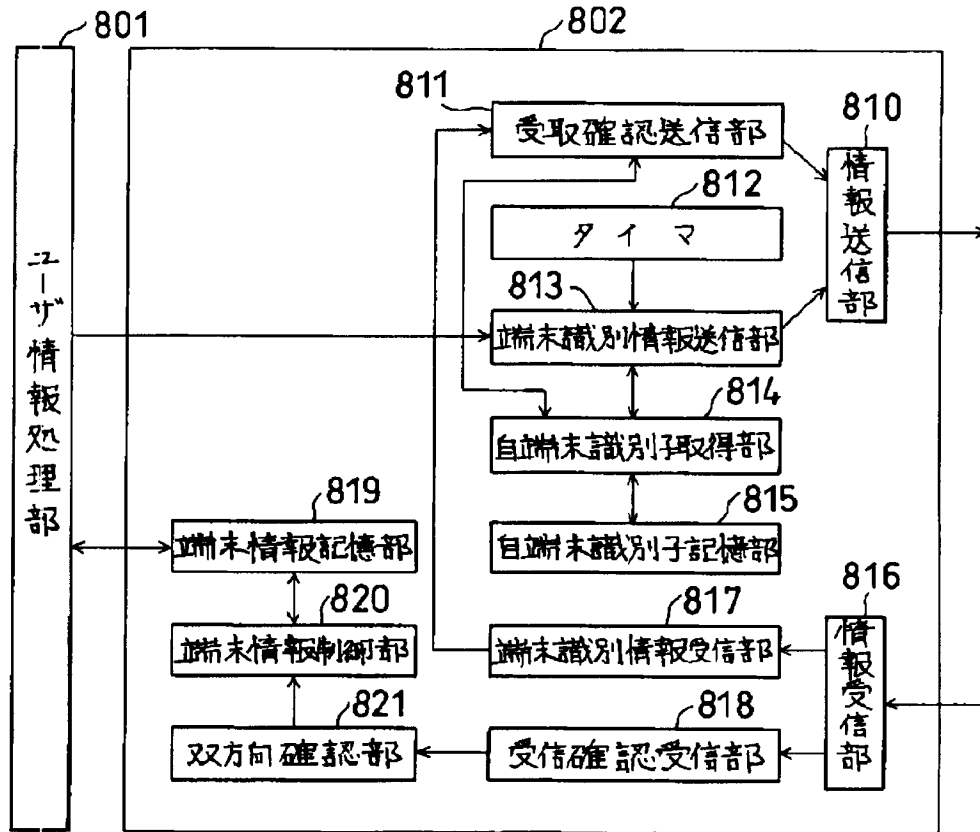 801
802
811
810
受取確認送信部
812
タイマ
情報送信部
813
端末識別情報送信部
814
自端末識別子取得部
ユーザ情報処理部
819
815
端末情報記憶部
自端末識別子記憶部
816
820
817
端末情報制御部
端末識別情報受信部
情報受信部
821
818
双方向確認部
受信確認受信部